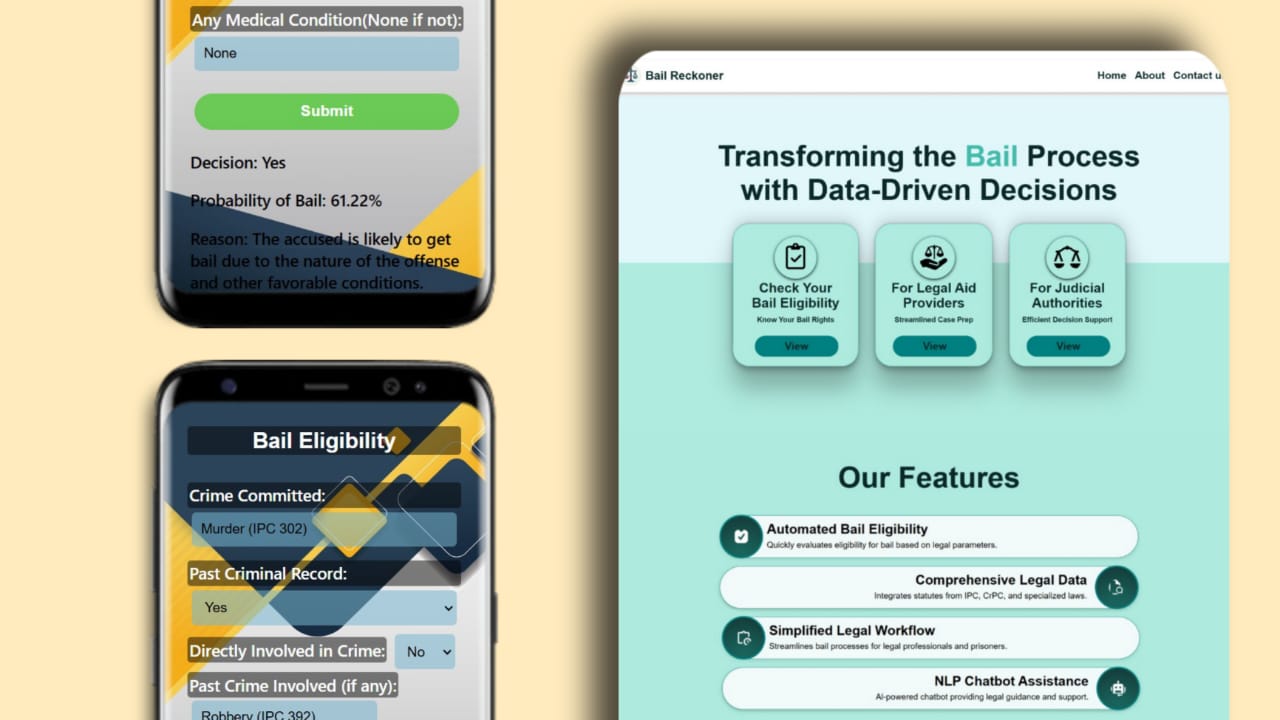 Any Medical Condition(None if not):
None
Submit
Decision: Yes
Probability of Bail: 61.22%
Reason: The accused is likely to get
bail due to the nature of the offense
and other favorable conditions.
Bail Eligibility
Crime Committed:
Murder (IPC 302)
Past Criminal Record:
Yes
Directly Involved in Crime:
No
Past Crime Involved (if any):
Robbery (IPC 392)
Bail Reckoner
Home About Contact u
Transforming the Bail Process
with Data-Driven Decisions
Check Your
Bail Eligibility
Know Your Bail Rights
View
For Legal Aid
Providers
Streamlined Case Prep
View
For Judicial
Authorities
Efficient Decision Support
View
Our Features
Automated Bail Eligibility
Quickly evaluates eligibility for bail based on legal parameters.
Comprehensive Legal Data
Integrates statutes from IPC, CrPC, and specialized laws.
Simplified Legal Workflow
Streamlines bail processes for legal professionals and prisoners.
NLP Chatbot Assistance
AI-powered chatbot providing legal guidance and support.